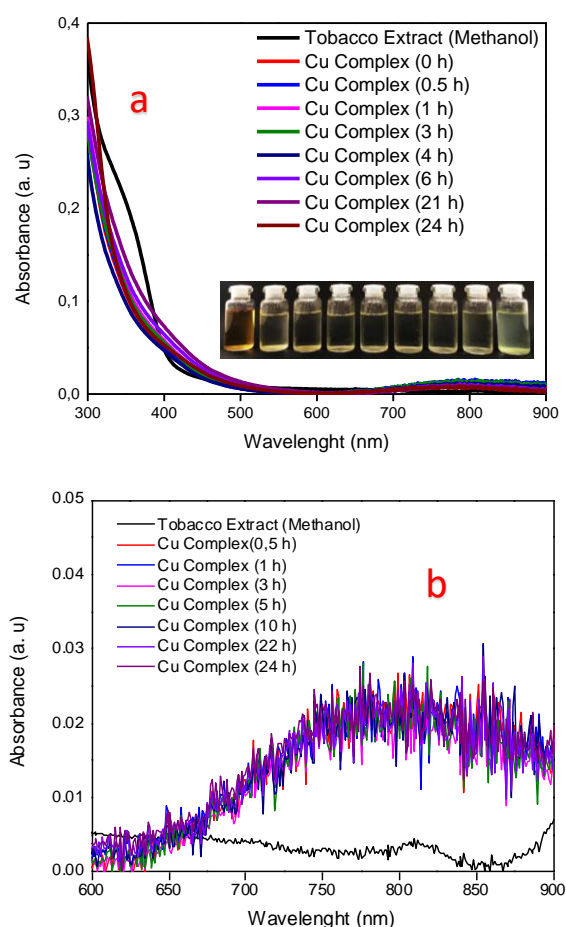 0,4
0,3
0,2
0,1
0,0
Absorbance (a. u)
a
Tobacco Extract (Methanol)
Cu Complex (0 h)
Cu Complex (0.5 h)
Cu Complex (1 h)
Cu Complex (3 h)
Cu Complex (4 h)
Cu Complex (6 h)
Cu Complex (21 h)
Cu Complex (24 h)
300 400 500 600 700 800 900
Wavelenght (nm)
0.05
0.04
0.03
0.02
0.01
0.00
Absorbance (a. u)
Tobacco Extract (Methanol)
Cu Complex(0,5 h)
Cu Complex (1 h)
Cu Complex (3 h)
Cu Complex (5 h)
Cu Complex (10 h)
Cu Complex (22 h)
Cu Complex (24 h)
b
600 650 700 750 800 850 900
Wavelenght (nm)